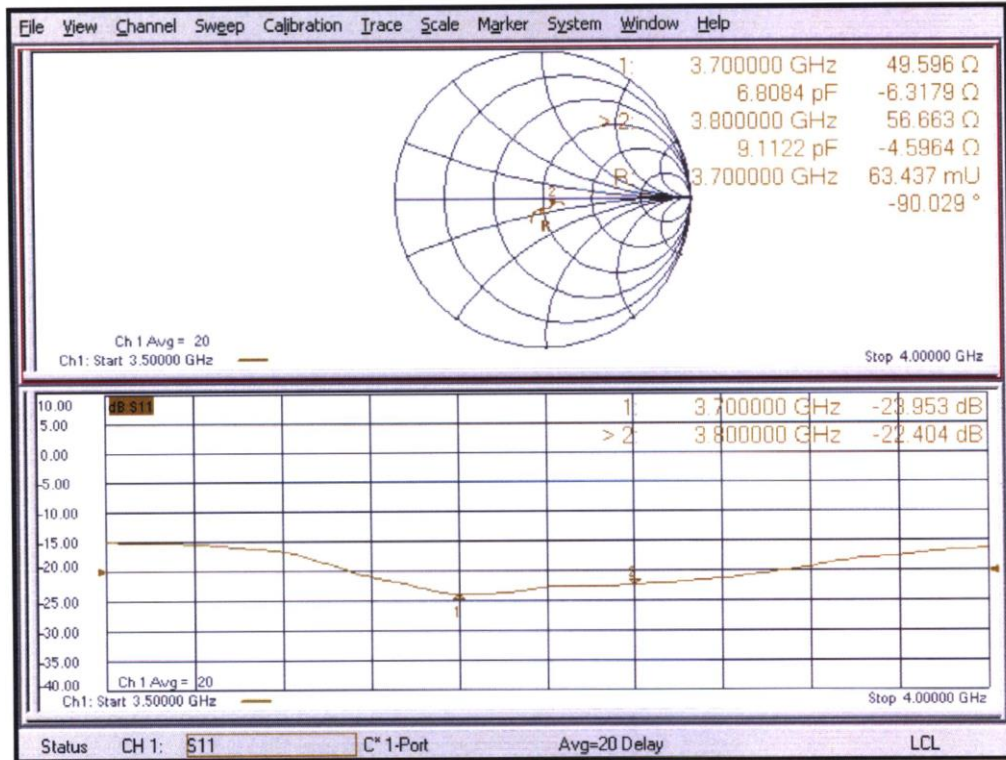 File View Channel Sweep Calibration Trace Scale Marker System Window Help
1: 3.700000 GHz 49.596 Ω
6.8084 pF -6.3179 Ω
> 2: 3.800000 GHz 56.663 Ω
9.1122 pF -4.5964 Ω
R 3.700000 GHz 63.437 mU
-90.029 °
2
R
Ch 1 Avg = 20
Ch1: Start 3.50000 GHz
Stop 4.00000 GHz
10.00
5.00
0.00
-5.00
-10.00
-15.00
-20.00
-25.00
-30.00
-35.00
-40.00
dB S11
1: 3.700000 GHz -23.953 dB
> 2: 3.800000 GHz -22.404 dB
2
1
Ch 1 Avg = 20
Ch1: Start 3.50000 GHz
Stop 4.00000 GHz
Status CH 1: S11 C* 1-Port Avg=20 Delay LCL